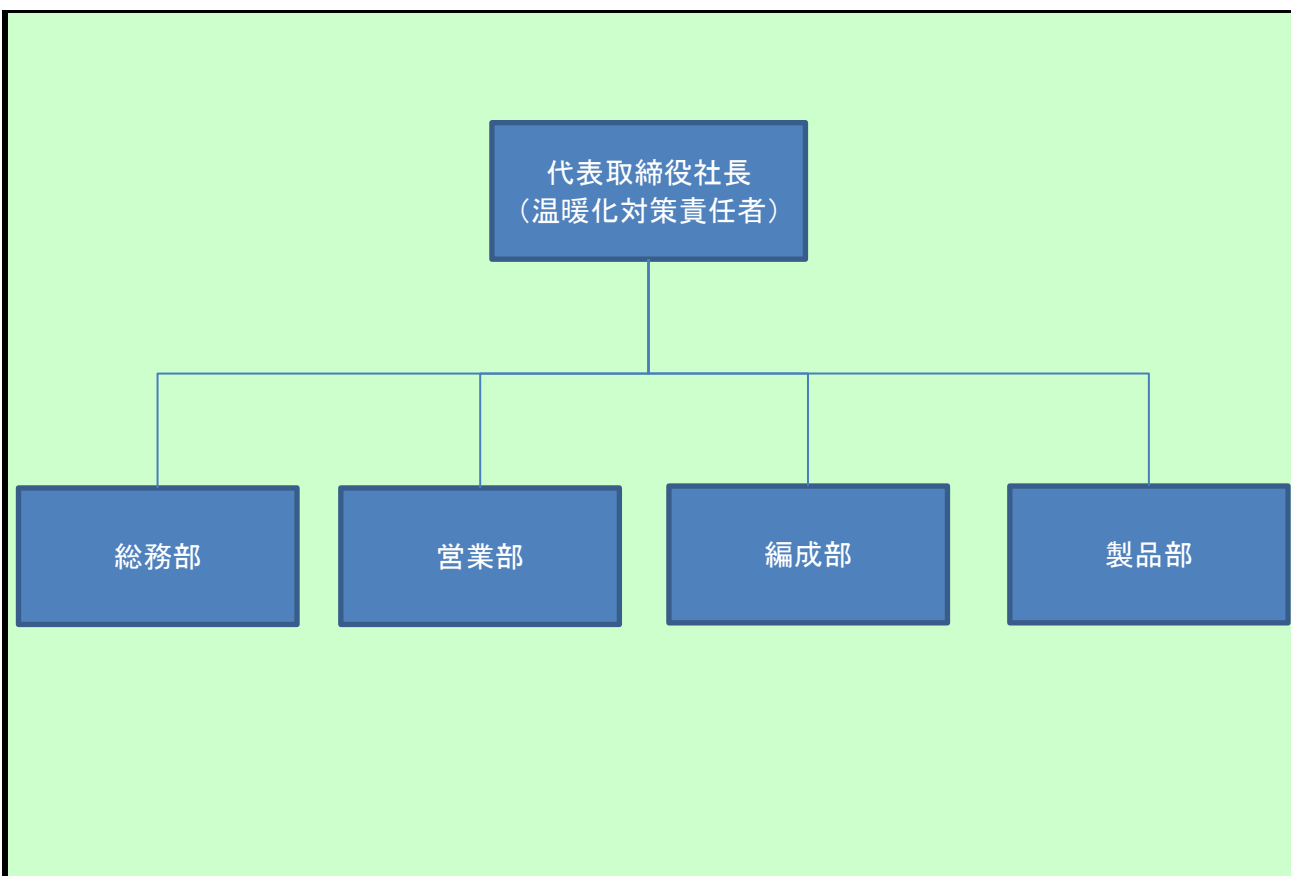 代表取締役社長
（温暖化対策責任者）
総務部
営業部
編成部
製品部